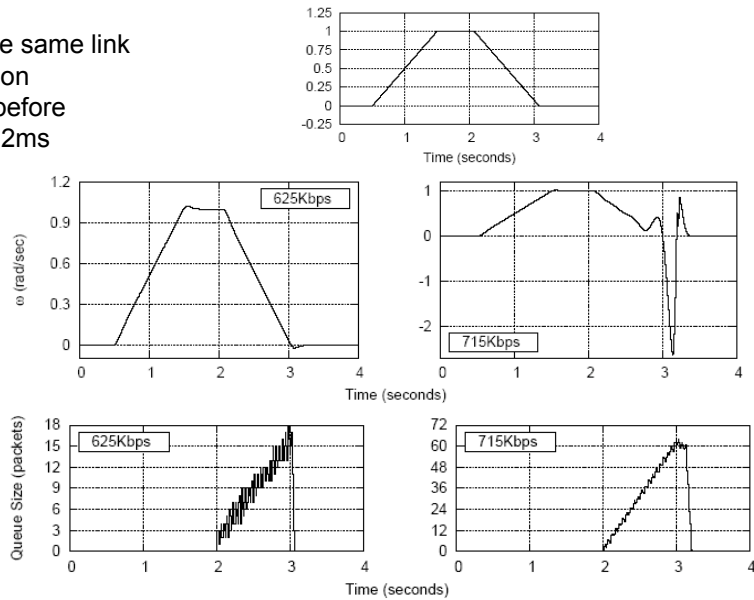 1.25
e same link
1
on
0.75
0.5
before
0.25
2ms
0
-0.25
0 1 2 3 4
Time (seconds)
1.2
625Kbps
0.9
0.6
0.3
0
ω (rad/sec)
0 1 2 3 4
1
0
-1
-2
715Kbps
0 1 2 3 4
Time (seconds)
Queue Size (packets)
18
625Kbps
15
12
9
6
3
0
0 1 2 3 4
72
715Kbps
60
48
36
24
12
0
0 1 2 3 4
Time (seconds)